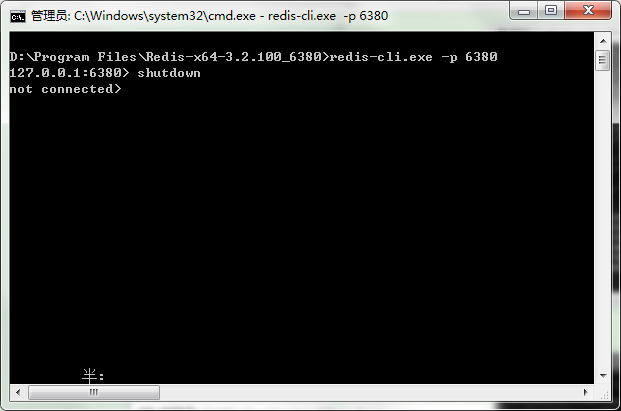 管理员: C:\Windows\system32\cmd.exe - redis-cli.exe  -p 6380
D:\Program Files\Redis-x64-3.2.100_6380>redis-cli.exe -p 6380
127.0.0.1:6380> shutdown
not connected>
半: